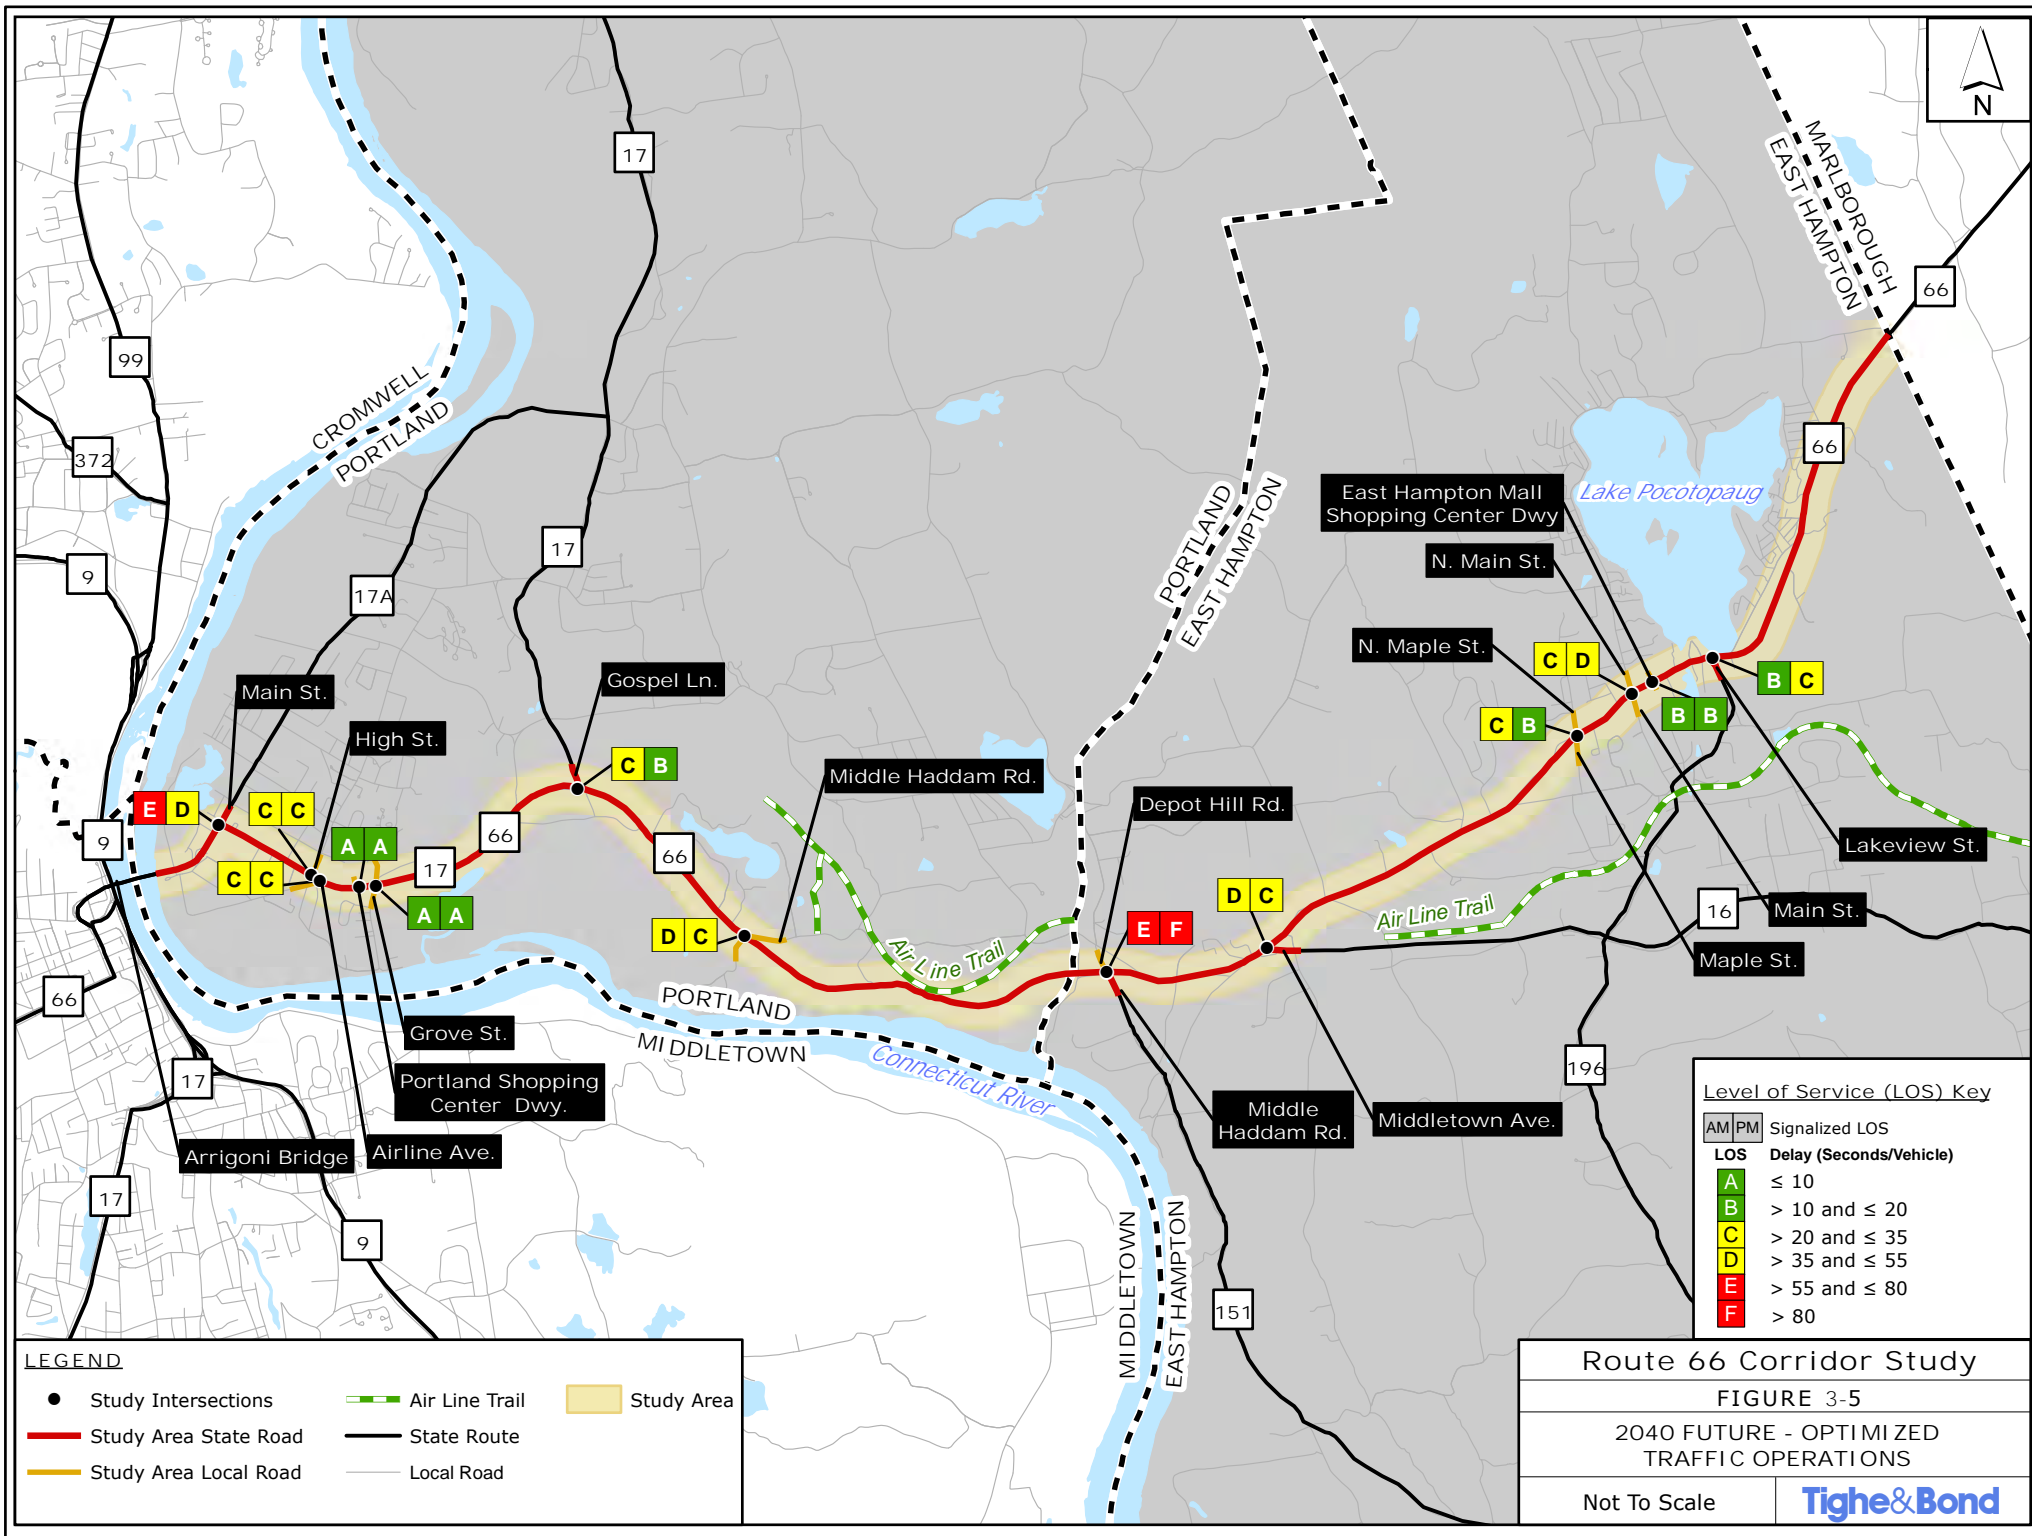 N
17
MARLBOROUGH
EAST HAMPTON
66
99
CROMWELL
PORTLAND
372
66
East Hampton Mall
Shopping Center Dwy
Lake Pocotopaug
PORTLAND
EAST HAMPTON
17
N. Main St.
9
17A
N. Maple St.
C D
Gospel Ln.
B C
Main St.
B B
C B
High St.
C B
Middle Haddam Rd.
Depot Hill Rd.
E D
C C
66
9
A A
66
Lakeview St.
17
C C
D C
A A
16
Main St.
Air Line Trail
E F
D C
Air Line Trail
Maple St.
66
PORTLAND
MIDDLETOWN
Grove St.
Connecticut River
17
Portland Shopping
Center Dwy.
196
Middle
Haddam Rd.
Middletown Ave.
Arrigoni Bridge
Airline Ave.
17
9
MIDDLETOWN
EAST HAMPTON
151
Level of Service (LOS) Key
AM PM Signalized LOS
LOS Delay (Seconds/Vehicle)
A ≤ 10
B > 10 and ≤ 20
C > 20 and ≤ 35
D > 35 and ≤ 55
E > 55 and ≤ 80
F > 80
LEGEND
Study Intersections
Air Line Trail
Study Area
Study Area State Road
State Route
Study Area Local Road
Local Road
Route 66 Corridor Study
FIGURE 3-5
2040 FUTURE - OPTIMIZED
TRAFFIC OPERATIONS
Not To Scale
Tighe&Bond